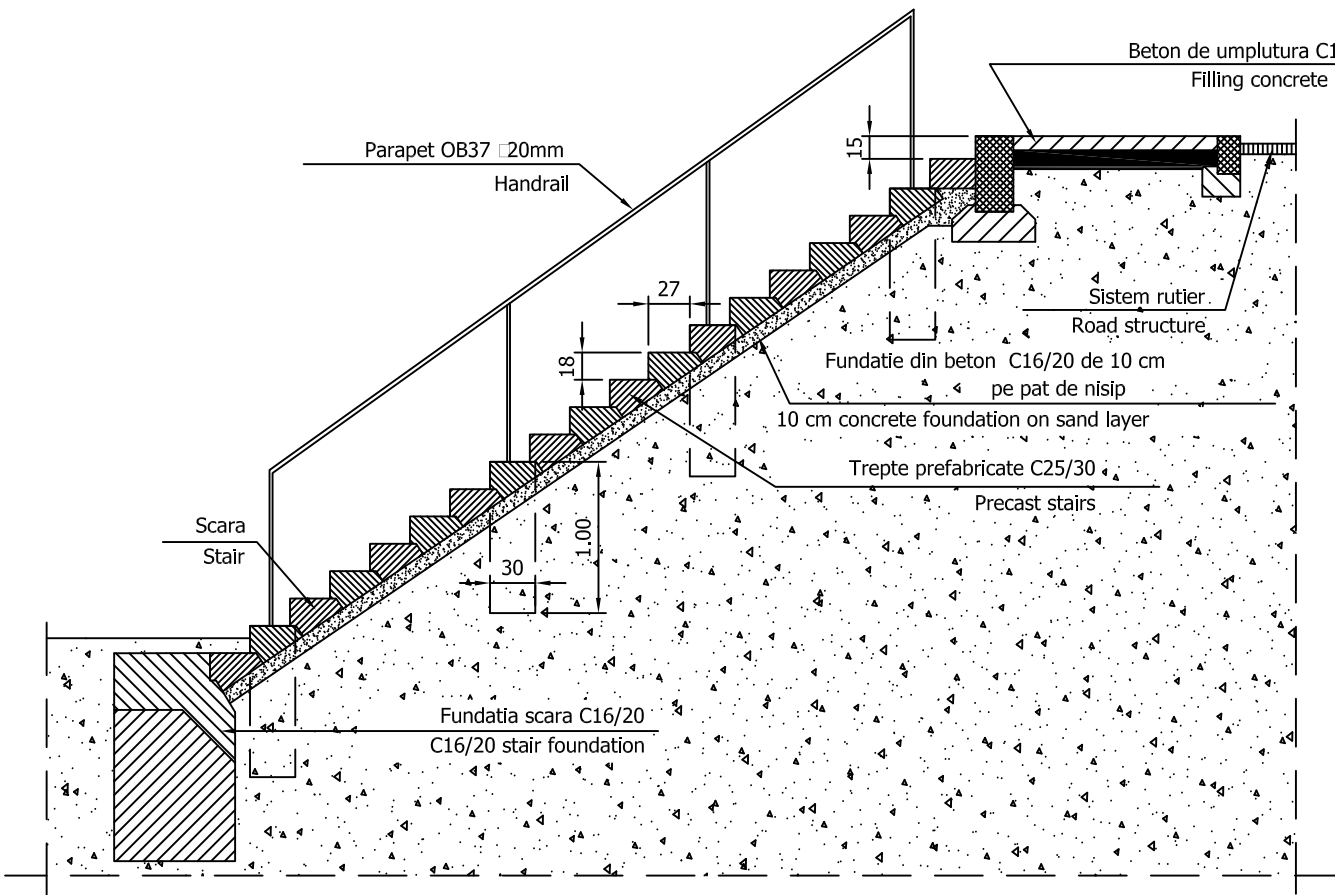 Beton de umplutura
Filling concrete
15
Parapet OB37 □20mm
Handrail
27
Sistem rutier
Road structure
18
Fundatie din beton C16/20 de 10 cm
pe pat de nisip
10 cm concrete foundation on sand layer
Trepte prefabricate C25/30
Precast stairs
Scara
Stair
1.00
30
Fundatia scara C16/20
C16/20 stair foundation